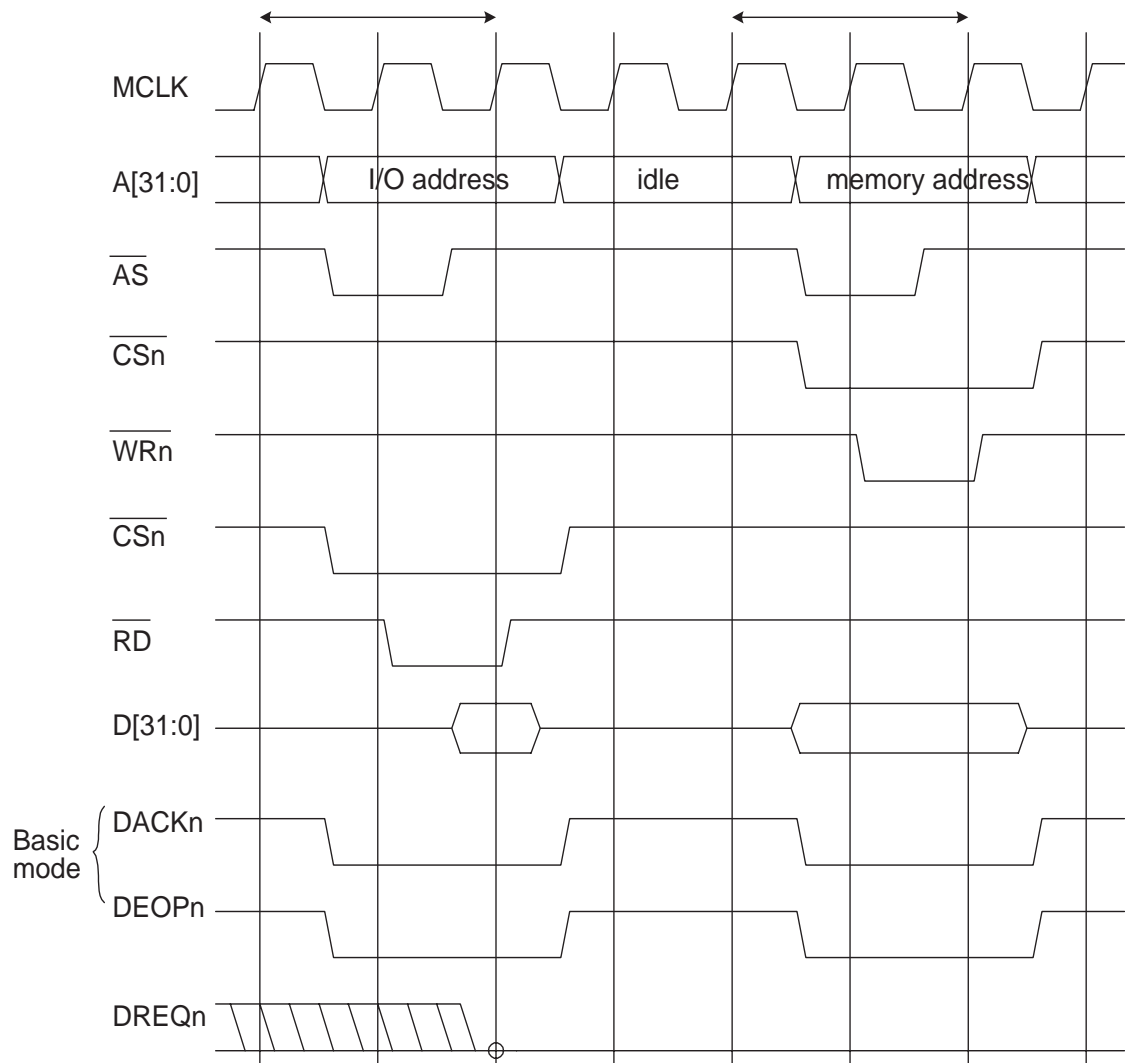 MCLK
A[31:0]
I/O address
idle
memory address
AS
CSn
WRn
CSn
RD
D[31:0]
Basic
mode
DACKn
DEOPn
DREQn